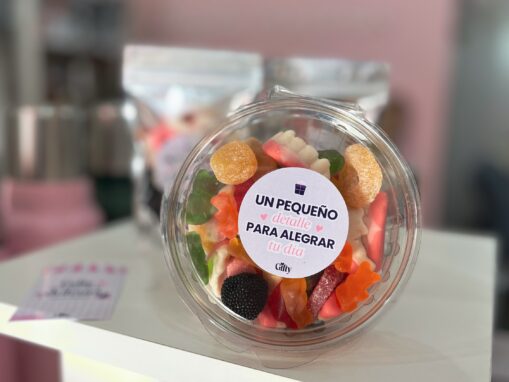 UN PEQUEÑO
detalle
PARA ALEGRAR
tu día
Gifty